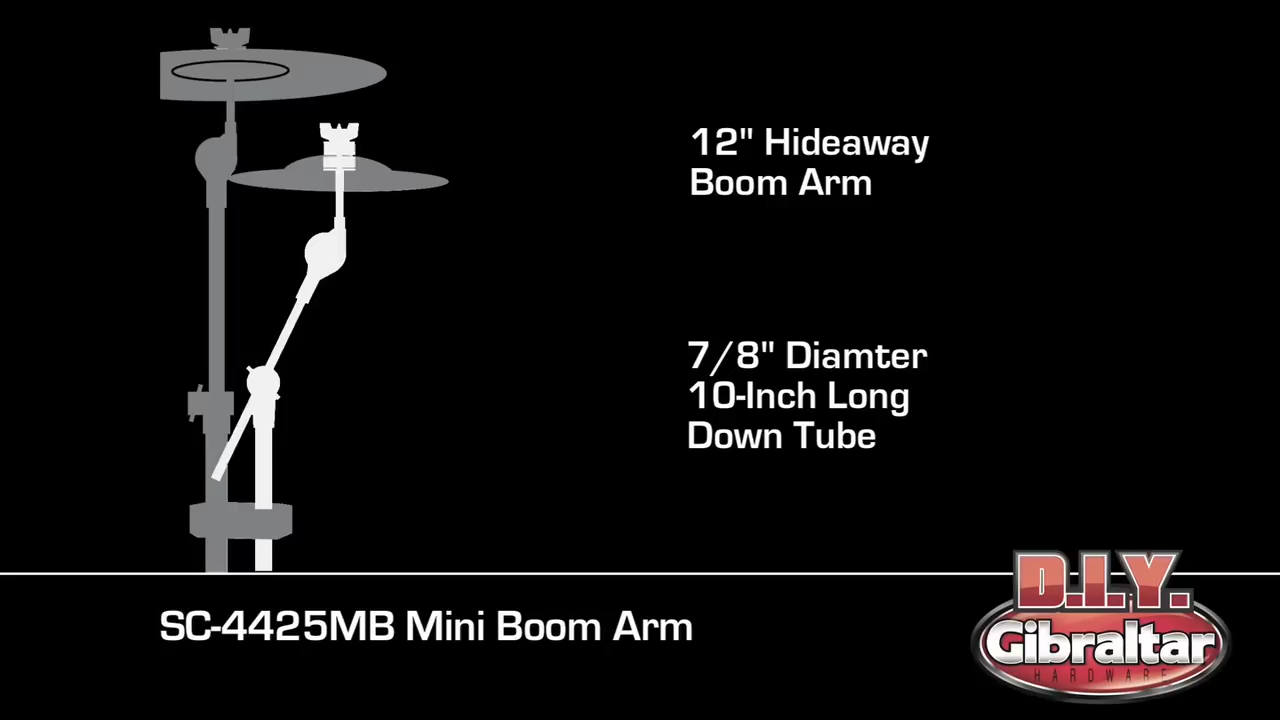 12" Hideaway
Boom Arm
7/8" Diamter
10-Inch Long
Down Tube
SC-4425MB Mini Boom Arm
D.I.Y.
Gibraltar
HARDWARE